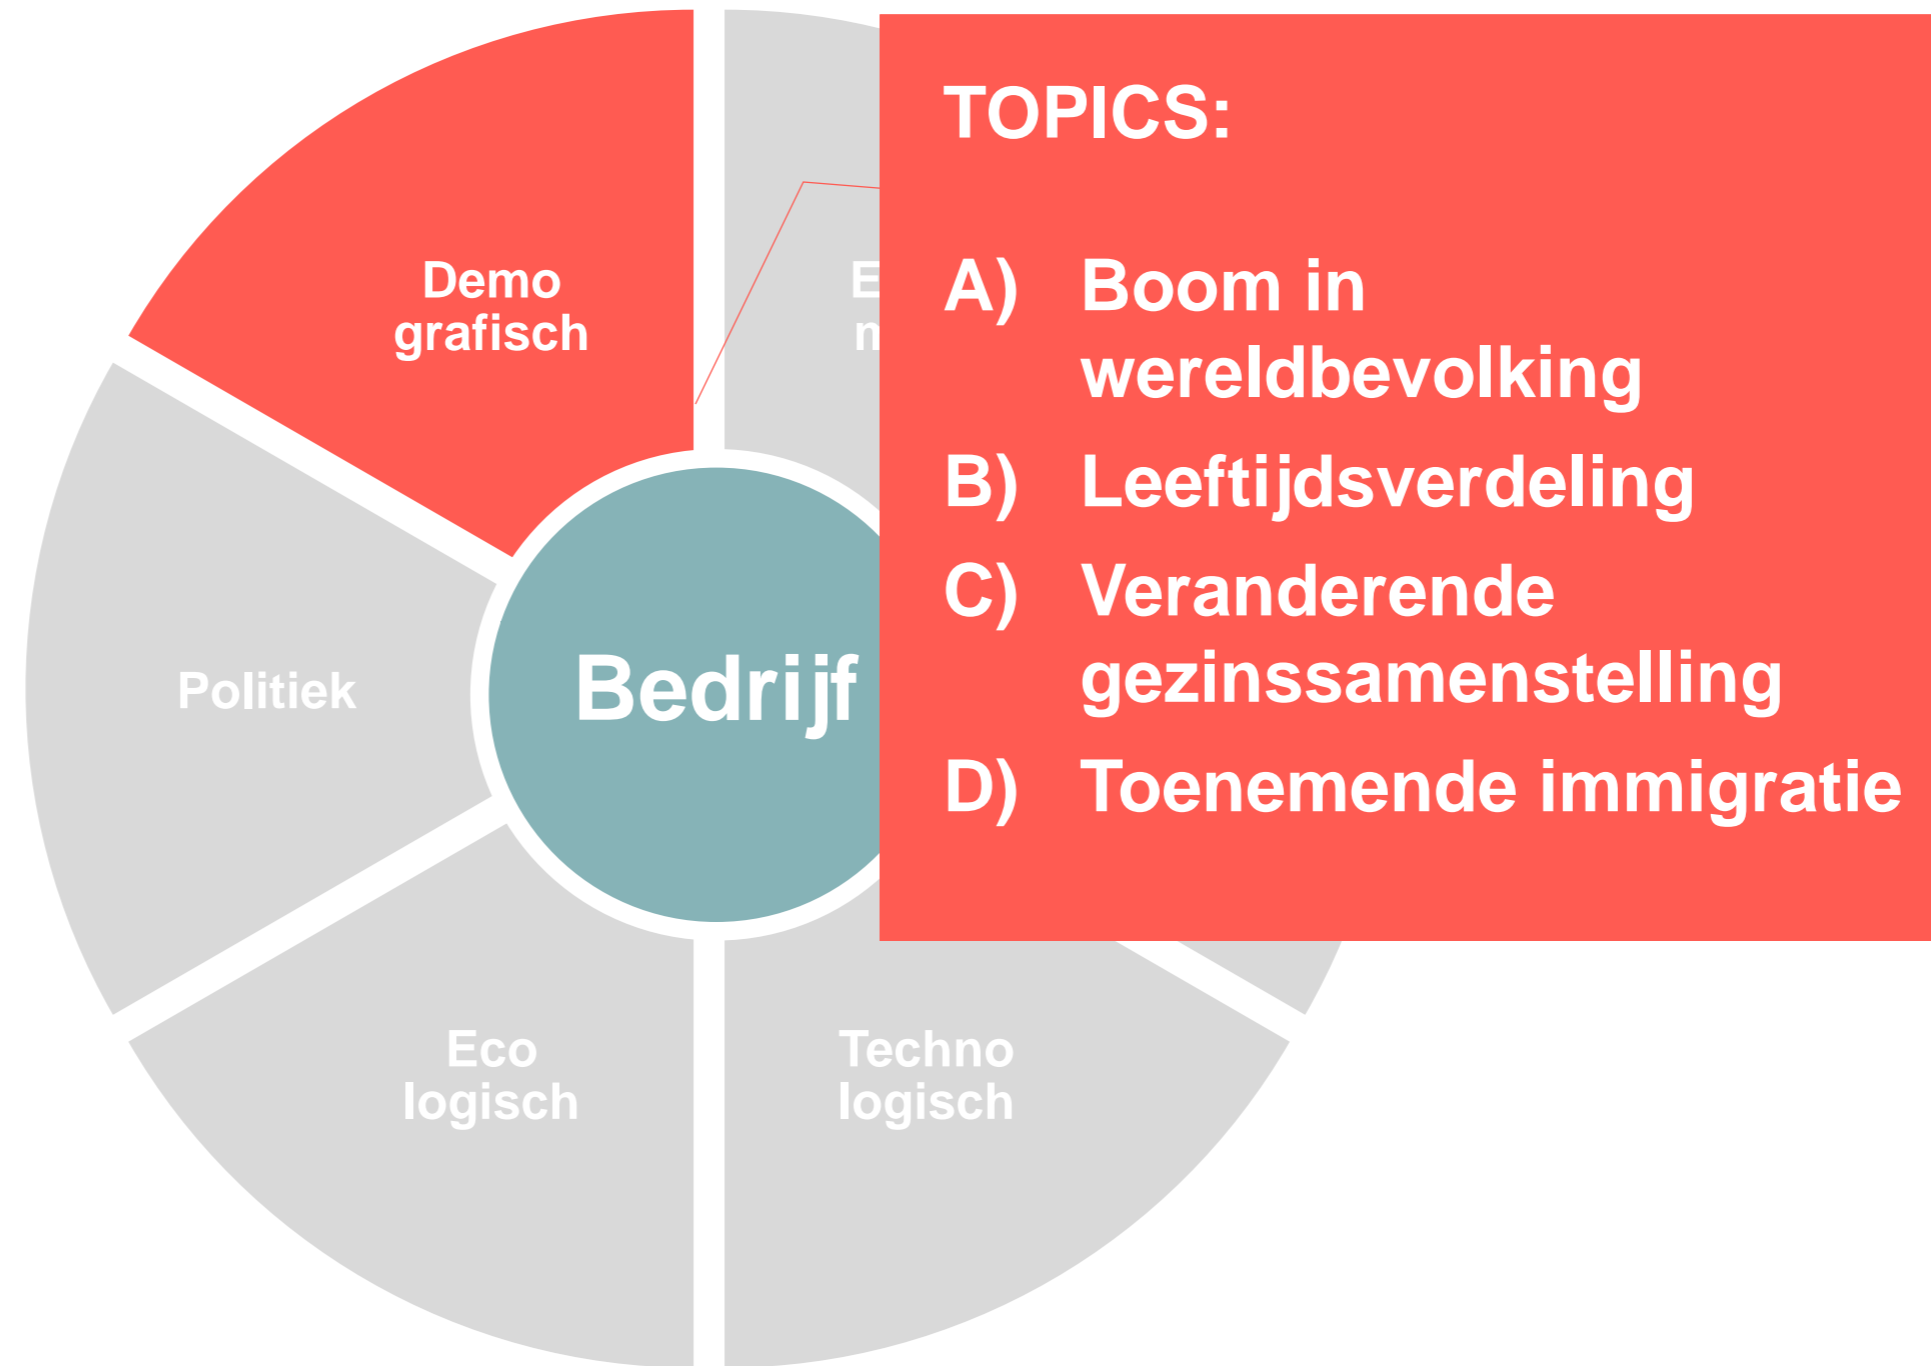 TOPICS:
A) Boom in
wereldbevolking
B) Leeftijdsverdeling
C) Veranderende
gezinssamenstelling
D) Toenemende immigratie
Demo
grafisch
Politiek
Bedrijf
Eco
logisch
Techno
logisch